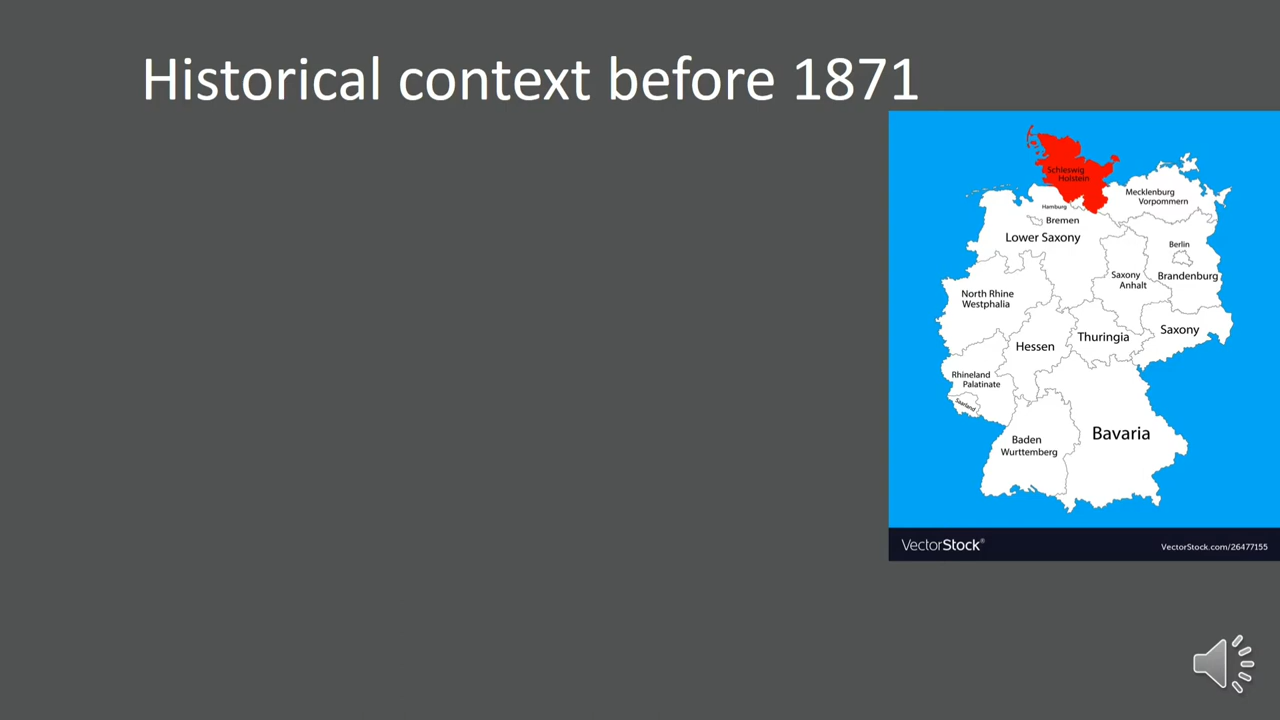 Historical context before 1871
Schleswig
Holstein
Mecklenburg
Vorpommern
Hamburg
Bremen
Lower Saxony
Berlin
Brandenburg
Saxony
Anhalt
North Rhine
Westphalia
Saxony
Thuringia
Hessen
Rhineland
Palatinate
Saarland
Baden
Wurttemberg
Bavaria
VectorStock®
VectorStock.com/26477155